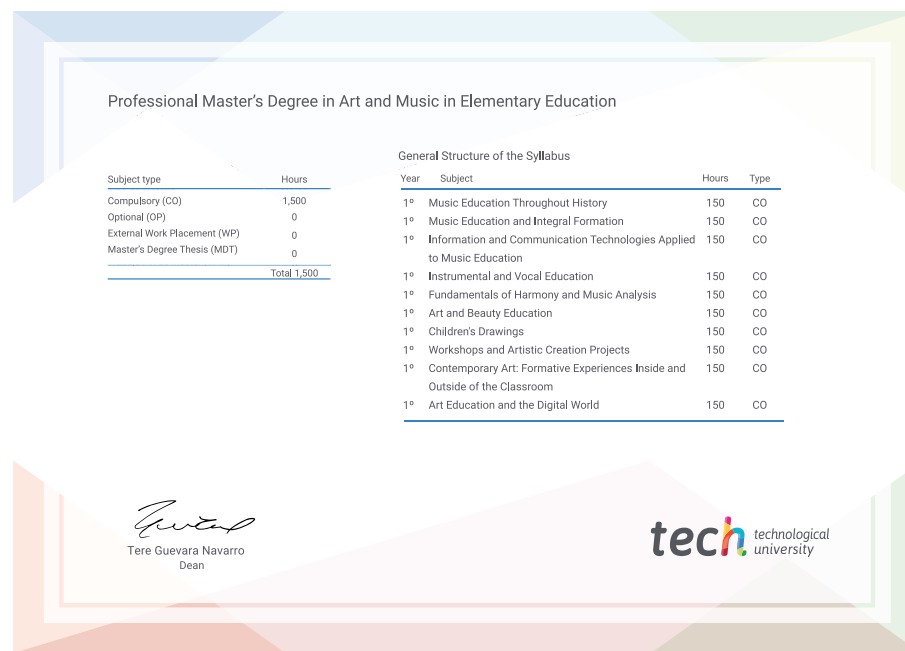 Professional Master's Degree in Art and Music in Elementary Education
Subject type Hours
Compulsory (CO) 1,500
Optional (OP) 0
External Work Placement (WP) 0
Master's Degree Thesis (MDT) 0
Total 1,500
General Structure of the Syllabus
Year Subject Hours Type
1º Music Education Throughout History 150 CO
1º Music Education and Integral Formation 150 CO
1º Information and Communication Technologies Applied 150 CO
to Music Education
1º Instrumental and Vocal Education 150 CO
1º Fundamentals of Harmony and Music Analysis 150 CO
1º Art and Beauty Education 150 CO
1º Children's Drawings 150 CO
1º Workshops and Artistic Creation Projects 150 CO
1º Contemporary Art: Formative Experiences Inside and 150 CO
Outside of the Classroom
1º Art Education and the Digital World 150 CO
Tere Guevara Navarro
Dean
tech technological
university